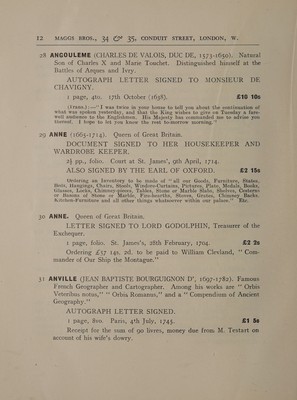 12 MAGGS BROS., 34 & 35, CONDUIT STREET, LONDON, W.
28 ANGOULEME (CHARLES DE VALOIS, DUC DE, 1573-1650). Natural
Son of Charles X and Marie Touchet. Distinguished himself at the
Battles of Arques and Ivry.
AUTOGRAPH LETTER SIGNED TO MONSIEUR DE
CHAVIGNY.
1 page, 4to. 17th October (1638). £10 10s
(Trans.):—"I was twice in your house to tell you about the continuation of
what was spoken yesterday, and that the King wishes to give on Tuesday a fare-
well audience to the Englishmen. His Majesty has commanded me to advise you
thereof. I hope to let you know the rest to-morrow morning."
29 ANNE (1665-1714). Queen of Great Britain.
DOCUMENT SIGNED TO HER HOUSEKEEPER AND
WARDROBE KEEPER.
2½ pp., folio. Court at St. James', 9th April, 1714.
ALSO SIGNED BY THE EARL OF OXFORD. £2 15s
Ordering an Inventory to be made of "all our Goods, Furniture, Stains,
Beds, Hangings, Chairs, Stools, Window-Curtains, Pictures, Plate, Medals, Books,
Glasses, Locks, Chimney-pieces, Tables, Stone or Marble Slabs, Shelves, Customs
or Busons of Stone or Marble, Fire-hearths, Stoves, Grates, Chimney Backs,
Kitchen-Furniture and all other things whatsoever within our palace." Etc.
30 ANNE. Queen of Great Britain.
LETTER SIGNED TO LORD GODOLPHIN, Treasurer of the
Exchequer.
1 page, folio. St. James's, 28th February, 1704. £2 2s
Ordering £57 14s. 2d. to be paid to William Clevland, "Com-
mander of Our Ship the Montague."
31 ANVILLE (JEAN BAPTISTE BOURGUIGNON D', 1697-1782). Famous
French Geographer and Cartographer. Among his works are "Orbis
Veteribus notus," "Orbis Romanus," and a "Compendium of Ancient
Geography."
AUTOGRAPH LETTER SIGNED.
1 page, 8vo. Paris, 4th July, 1743. £1 5s
Receipt for the sum of 90 livres, money due from M. Testart on
account of his wife's dowry.